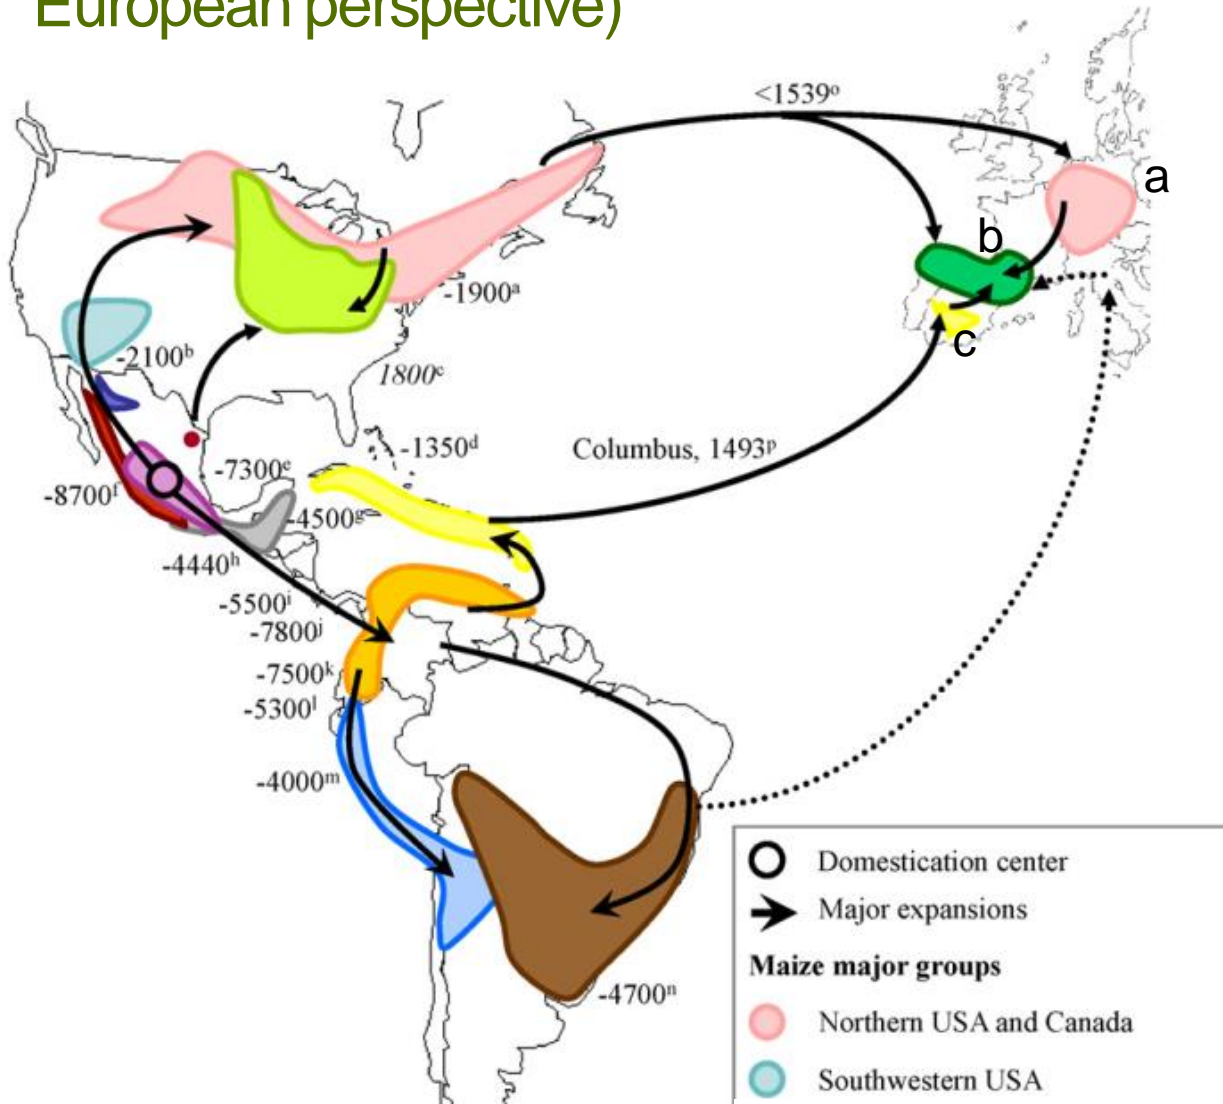 European perspective)
<1539ᵒ
a
b
-1900ᵃ
c
-2100ᵇ
1800ᶜ
Columbus, 1493ᵖ
-1350ᵈ
-7300ᵉ
-8700ᶠ
-4500ᵍ
-4440ʰ
-5500ⁱ
-7800ʲ
-7500ᵏ
-5300ˡ
-4000ᵐ
-4700ⁿ
Domestication center
Major expansions
Maize major groups
Northern USA and Canada
Southwestern USA